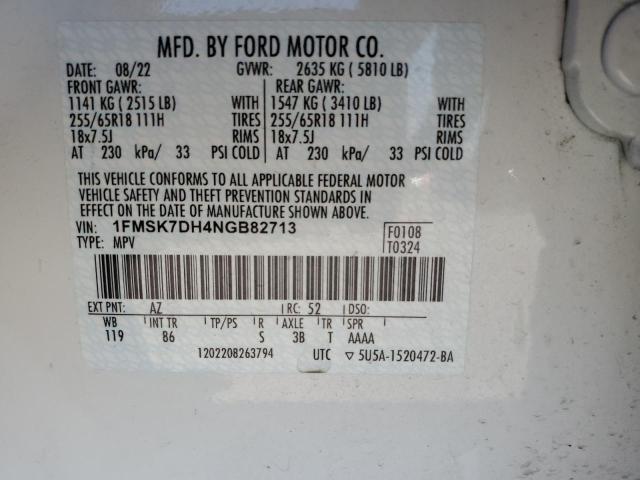 MFD. BY FORD MOTOR CO.
DATE: 08/22 GVWR: 2635 KG ( 5810 LB)
FRONT GAWR: REAR GAWR:
1141 KG ( 2515 LB) WITH 1547 KG ( 3410 LB) WITH
255/65R18 111H TIRES 255/65R18 111H TIRES
18x7.5J RIMS 18x7.5J RIMS
AT 230 kPa/ 33 PSI COLD AT 230 kPa/ 33 PSI COLD
THIS VEHICLE CONFORMS TO ALL APPLICABLE FEDERAL MOTOR
VEHICLE SAFETY AND THEFT PREVENTION STANDARDS IN
EFFECT ON THE DATE OF MANUFACTURE SHOWN ABOVE.
VIN: 1FMSK7DH4NGB82713 F0108
TYPE: MPV T0324
EXT PNT: AZ RC: 52 DSO:
WB INT TR TP/PS R AXLE TR SPR
119 86 S 3B T AAAA
1202208263794 UTC ▽ 5U5A-1520472-BA